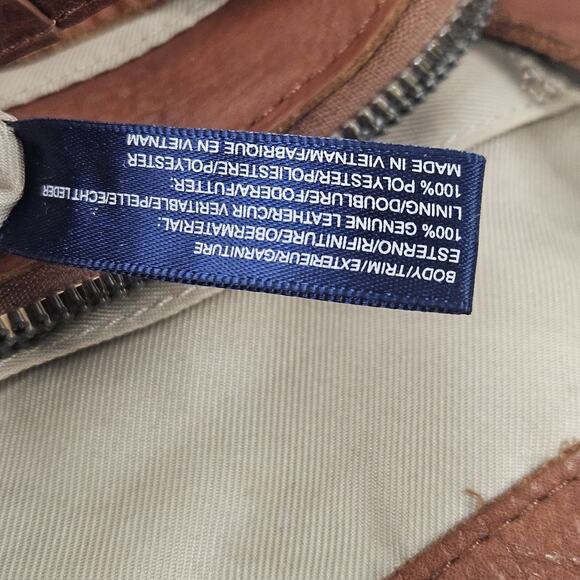 BODY/TRIM/EXTERIEUR/GARNITURE
ESTERNO/RIFINITURE/OBERMATERIAL:
100% GENUINE LEATHER/CUIR VERITABLE/PELLE/ECHT LEDER
LINING/DOUBLURE/FODERA/FUTTER:
100% POLYESTER/POLIESTERE/POLYESTER
MADE IN VIETNAM/FABRIQUE EN VIETNAM